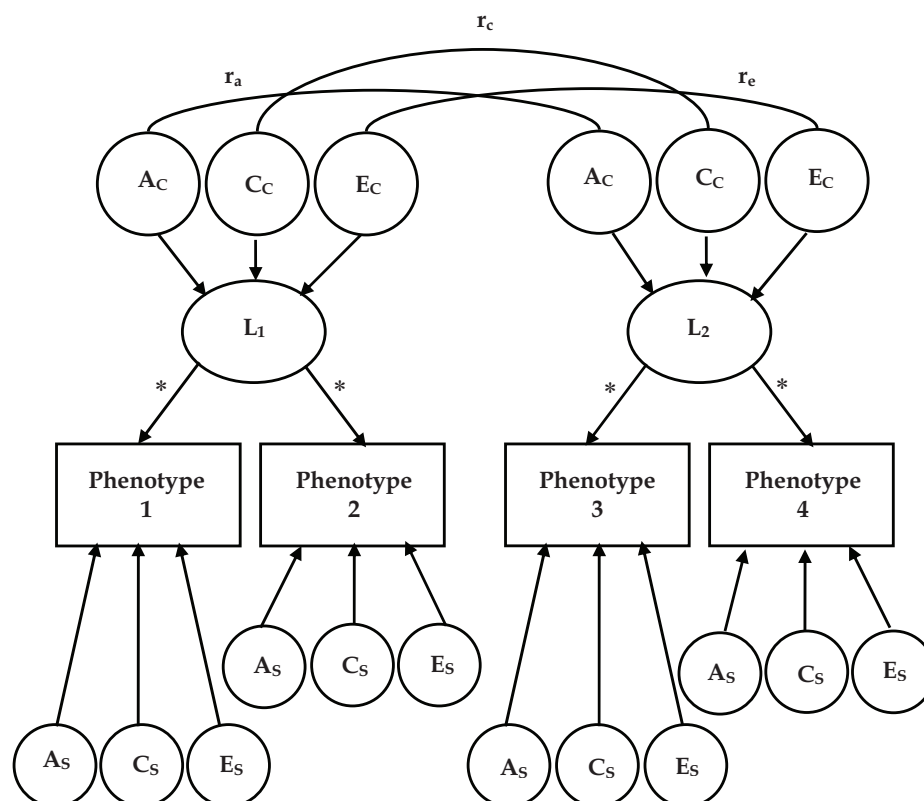 r_c
r_a r_e
A_C C_C E_C A_C C_C E_C
L_1 L_2
* * * *
Phenotype 1
Phenotype 2
Phenotype 3
Phenotype 4
A_S C_S E_S A_S C_S E_S
A_S C_S E_S A_S C_S E_S